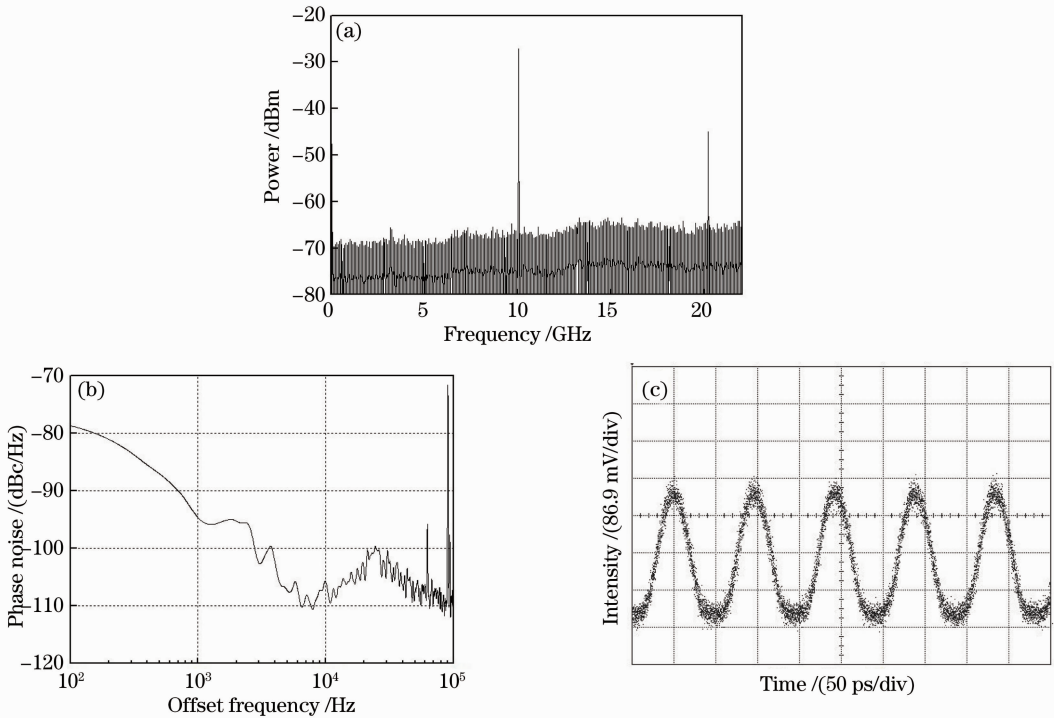 (a)
Power /dBm
−20
−30
−40
−50
−60
−70
−80
0
5
10
15
20
Frequency /GHz
(b)
Phase noise /(dBc/Hz)
−70
−80
−90
−100
−110
−120
10²
10³
10⁴
10⁵
Offset frequency /Hz
(c)
Intensity /(86.9 mV/div)
Time /(50 ps/div)